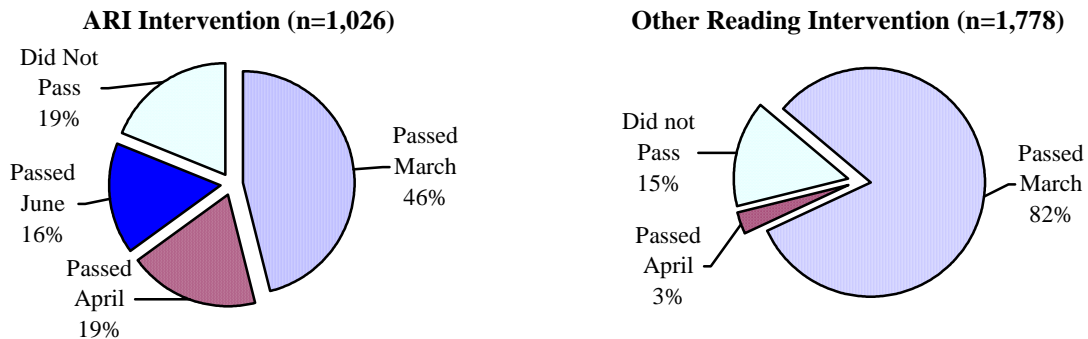 ARI Intervention (n=1,026)
Did Not
Pass
19%
Passed
March
46%
Passed
June
16%
Passed
April
19%
Other Reading Intervention (n=1,778)
Did not
Pass
15%
Passed
March
82%
Passed
April
3%